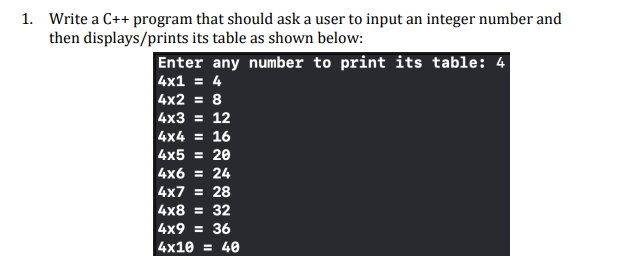 1. Write a C++ program that should ask a user to input an integer number and
then displays/prints its table as shown below:
Enter any number to print its table: 4
4x1 = 4
4x2 = 8
4x3 = 12
4x4 = 16
4x5 = 20
4x6 = 24
4x7 = 28
4x8 = 32
4x9 = 36
4x10 = 40